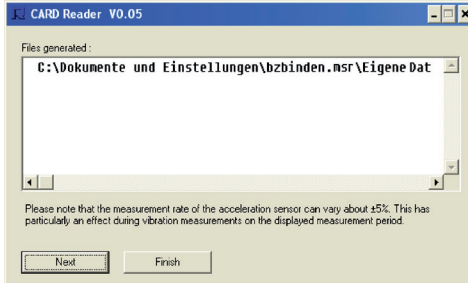 CARD Reader V0.05
Files generated :
C:\Dokumente und Einstellungen\bzbinden.msr\Eigene Dat
Please note that the measurement rate of the acceleration sensor can vary about ±5%. This has
particularly an effect during vibration measurements on the displayed measurement period.
Next
Finish